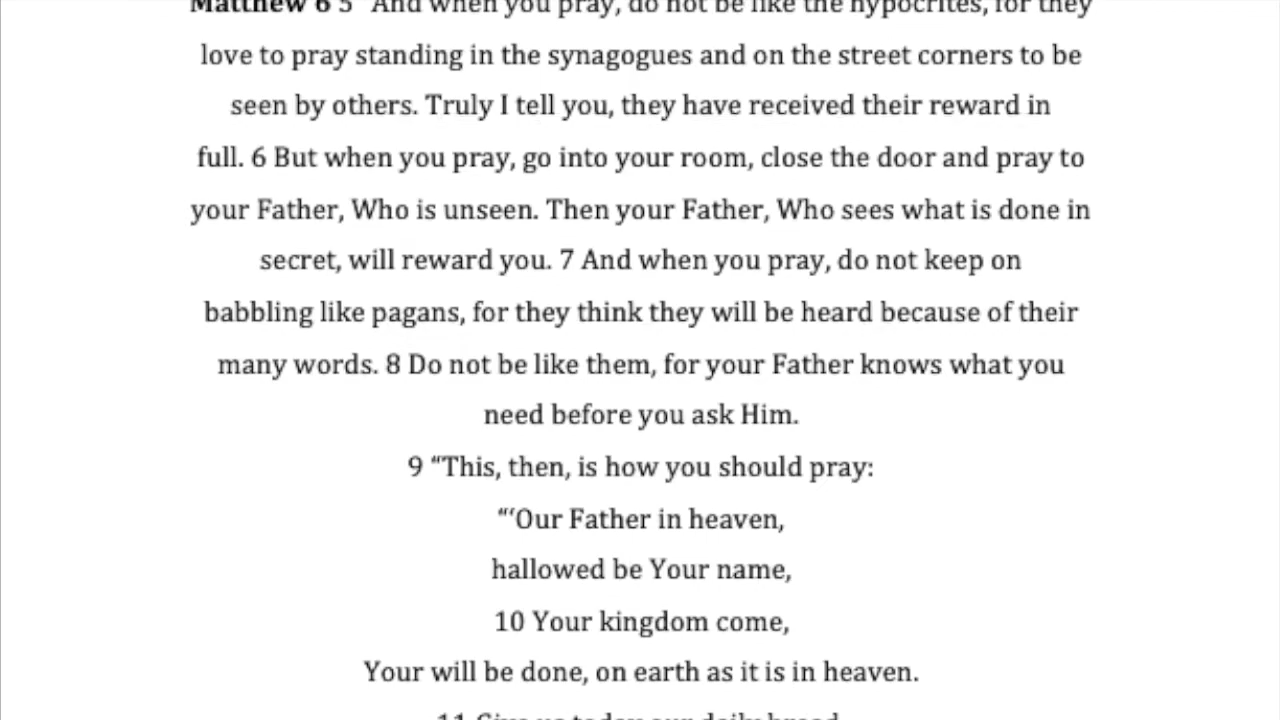 Matthew 6 5 “And when you pray, do not be like the hypocrites, for they
love to pray standing in the synagogues and on the street corners to be
seen by others. Truly I tell you, they have received their reward in
full. 6 But when you pray, go into your room, close the door and pray to
your Father, Who is unseen. Then your Father, Who sees what is done in
secret, will reward you. 7 And when you pray, do not keep on
babbling like pagans, for they think they will be heard because of their
many words. 8 Do not be like them, for your Father knows what you
need before you ask Him.
9 “This, then, is how you should pray:
“‘Our Father in heaven,
hallowed be Your name,
10 Your kingdom come,
Your will be done, on earth as it is in heaven.
11 Give us today our daily bread